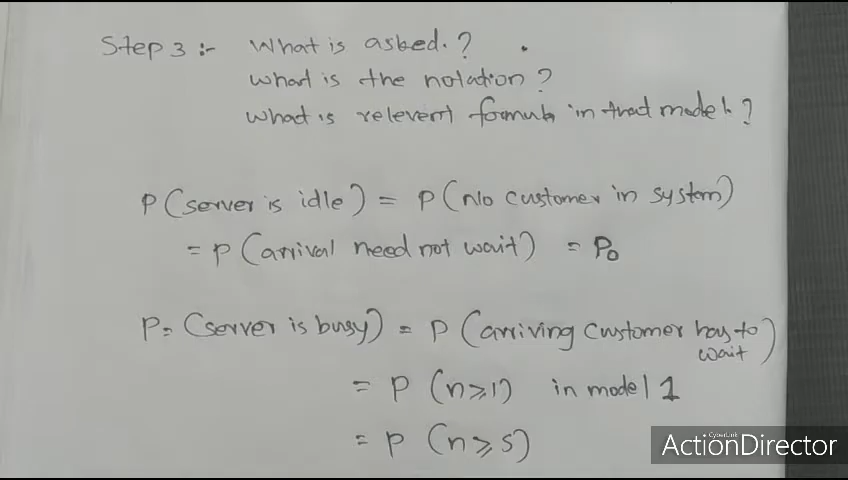 Step 3 :- What is asked. ?
What is the notation ?
What is relevent formula in that model. ?
P (server is idle) = P (no customer in system)
= P (arrival need not wait) = P₀
P= (server is busy) = P (arriving customer has to wait)
= P (n ⩾ 1) in model 1
= P (n ⩾ s)
CyberLink
ActionDirector